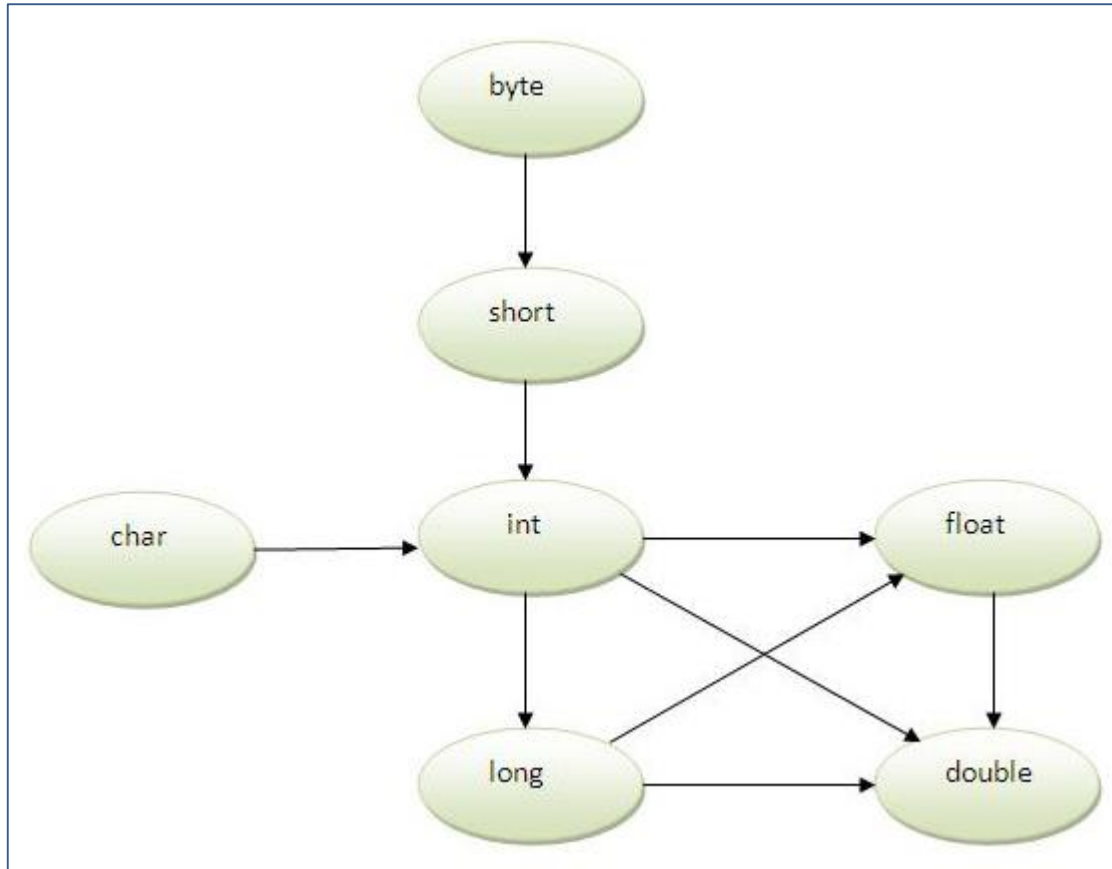 byte
short
char
int
float
long
double